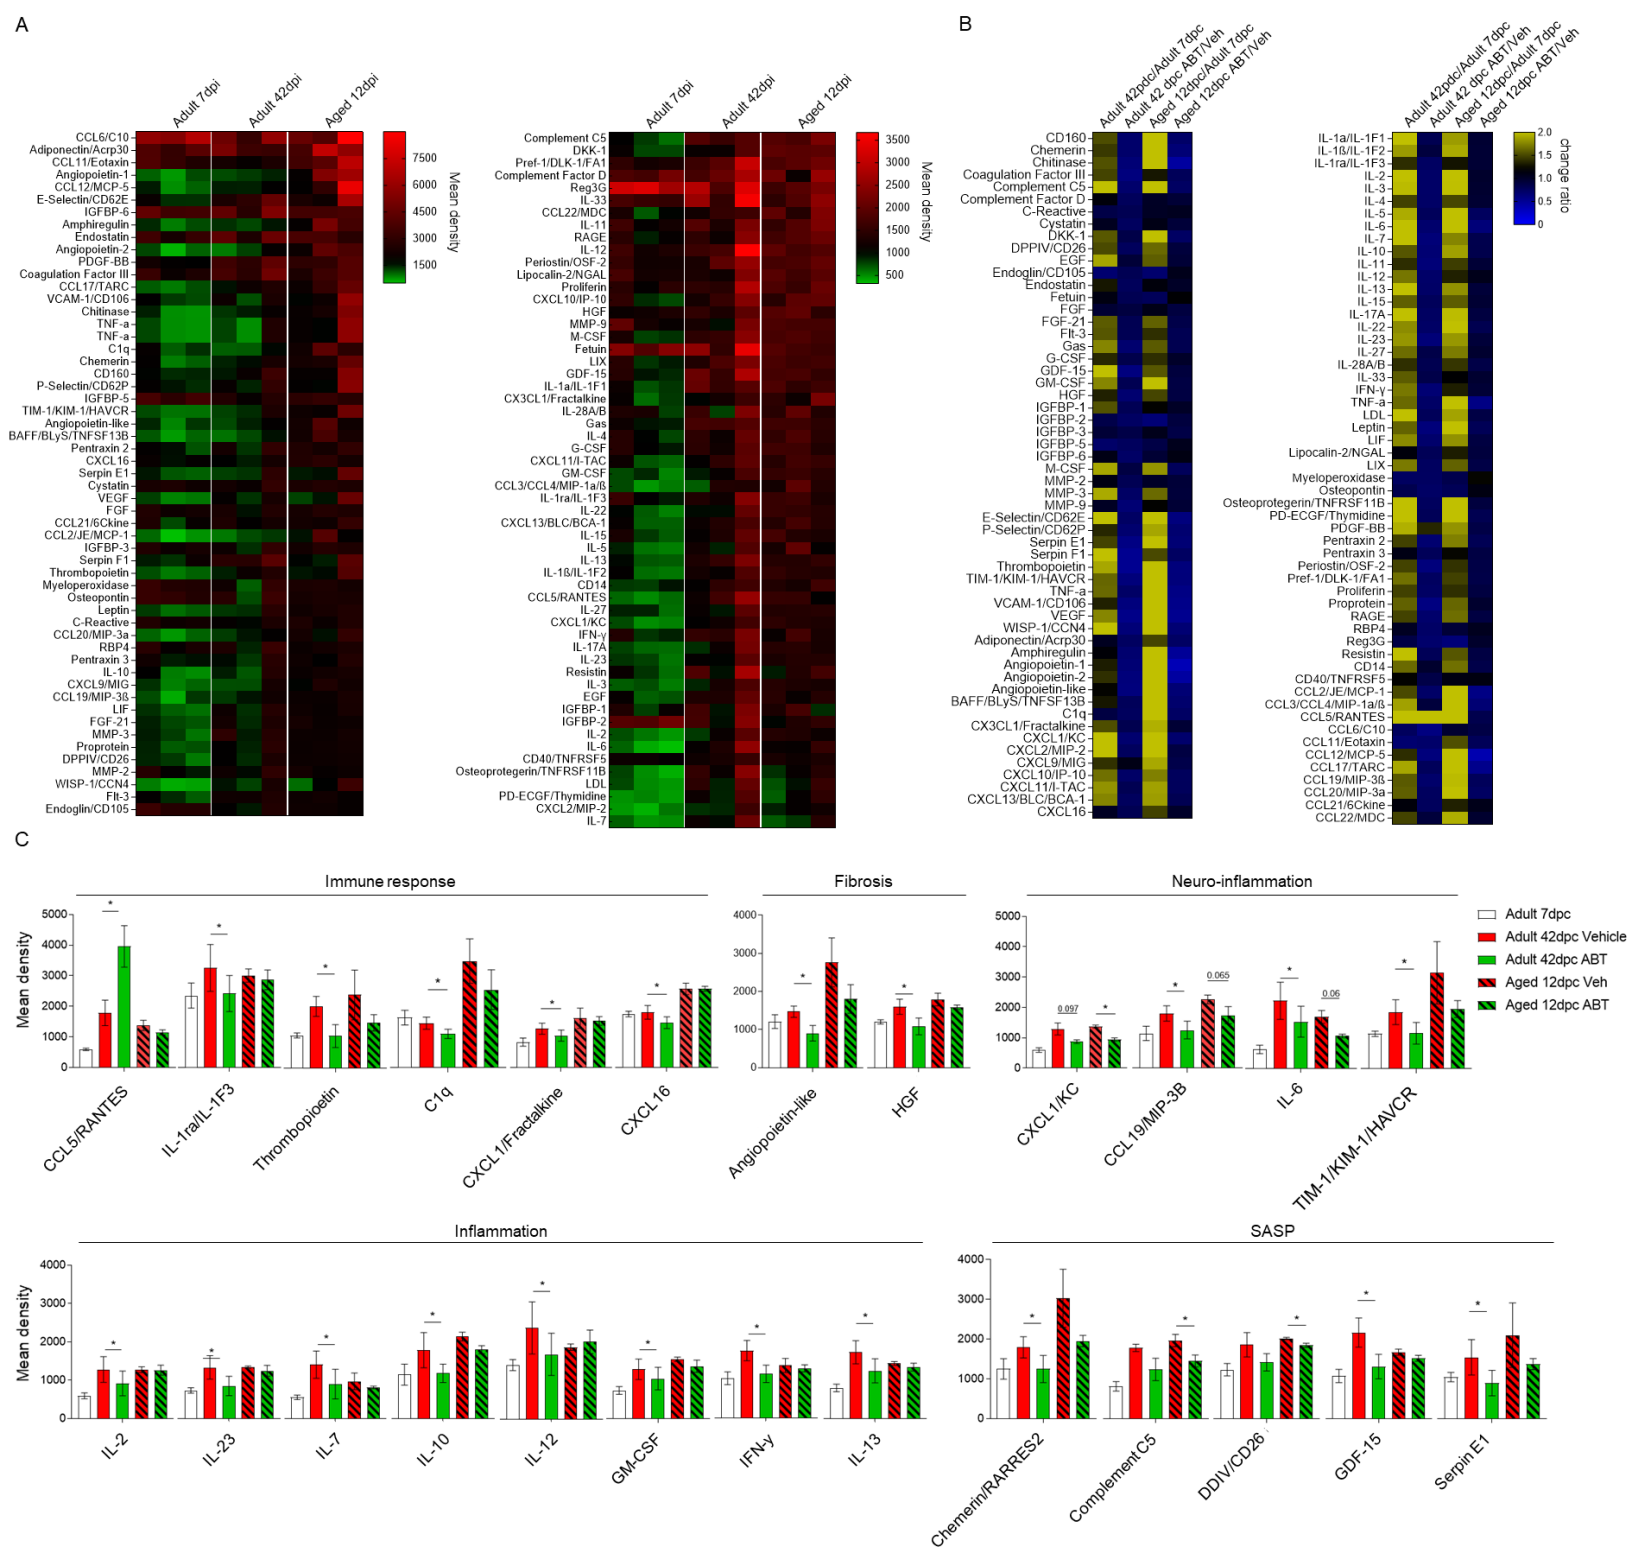 A
B
Adult 7dpi
Adult 42dpi
Aged 12dpi
CCL6/C10
Adiponectin/Acrp30
CCL11/Eotaxin
Angiopoietin-1
CCL12/MCP-5
E-Selectin/CD62E
IGFBP-6
Amphiregulin
Endostatin
Angiopoietin-2
PDGF-BB
Coagulation Factor III
CCL17/TARC
VCAM-1/CD106
Chitinase
TNF-a
TNF-a
C1q
Chemerin
CD160
P-Selectin/CD62P
IGFBP-5
TIM-1/KIM-1/HAVCR
Angiopoietin-like
BAFF/BLyS/TNFSF13B
Pentraxin 2
CXCL16
Serpin E1
Cystatin
VEGF
FGF
CCL21/6Ckine
CCL2/JE/MCP-1
IGFBP-3
Serpin F1
Thrombopoietin
Myeloperoxidase
Osteopontin
Leptin
C-Reactive
CCL20/MIP-3a
RBP4
Pentraxin 3
IL-10
CXCL9/MIG
CCL19/MIP-3ß
LIF
FGF-21
MMP-3
Proprotein
DPPIV/CD26
MMP-2
WISP-1/CCN4
Flt-3
Endoglin/CD105
7500
6000
4500
3000
1500
Mean density
Adult 7dpi
Adult 42dpi
Aged 12dpi
Complement C5
DKK-1
Pref-1/DLK-1/FA1
Complement Factor D
Reg3G
IL-33
CCL22/MDC
IL-11
RAGE
IL-12
Periostin/OSF-2
Lipocalin-2/NGAL
Proliferin
CXCL10/IP-10
HGF
MMP-9
M-CSF
Fetuin
LIX
GDF-15
IL-1a/IL-1F1
CX3CL1/Fractalkine
IL-28A/B
Gas
IL-4
G-CSF
CXCL11/I-TAC
GM-CSF
CCL3/CCL4/MIP-1a/ß
IL-1ra/IL-1F3
IL-22
CXCL13/BLC/BCA-1
IL-15
IL-5
IL-13
IL-1ß/IL-1F2
CD14
CCL5/RANTES
IL-27
CXCL1/KC
IFN-γ
IL-17A
IL-23
Resistin
IL-3
EGF
IGFBP-1
IGFBP-2
IL-2
IL-6
CD40/TNFRSF5
Osteoprotegerin/TNFRSF11B
LDL
PD-ECGF/Thymidine
CXCL2/MIP-2
IL-7
3500
3000
2500
2000
1500
1000
500
Mean density
Adult 42pdc/Adult 7dpc
Adult 42 dpc ABT/Veh
Aged 12dpc/Adult 7dpc
Aged 12dpc ABT/Veh
CD160
Chemerin
Chitinase
Coagulation Factor III
Complement C5
Complement Factor D
C-Reactive
Cystatin
DKK-1
DPPIV/CD26
EGF
Endoglin/CD105
Endostatin
Fetuin
FGF
FGF-21
Flt-3
Gas
G-CSF
GDF-15
GM-CSF
HGF
IGFBP-1
IGFBP-2
IGFBP-3
IGFBP-5
IGFBP-6
M-CSF
MMP-2
MMP-3
MMP-9
E-Selectin/CD62E
P-Selectin/CD62P
Serpin E1
Serpin F1
Thrombopoietin
TIM-1/KIM-1/HAVCR
TNF-a
VCAM-1/CD106
VEGF
WISP-1/CCN4
Adiponectin/Acrp30
Amphiregulin
Angiopoietin-1
Angiopoietin-2
Angiopoietin-like
BAFF/BLyS/TNFSF13B
C1q
CX3CL1/Fractalkine
CXCL1/KC
CXCL2/MIP-2
CXCL9/MIG
CXCL10/IP-10
CXCL11/I-TAC
CXCL13/BLC/BCA-1
CXCL16
Adult 42pdc/Adult 7dpc
Adult 42 dpc ABT/Veh
Aged 12dpc/Adult 7dpc
Aged 12dpc ABT/Veh
IL-1a/IL-1F1
IL-1ß/IL-1F2
IL-1ra/IL-1F3
IL-2
IL-3
IL-4
IL-5
IL-6
IL-7
IL-10
IL-11
IL-12
IL-13
IL-15
IL-17A
IL-22
IL-23
IL-27
IL-28A/B
IL-33
IFN-γ
TNF-a
LDL
Leptin
LIF
Lipocalin-2/NGAL
LIX
Myeloperoxidase
Osteopontin
Osteoprotegerin/TNFRSF11B
PD-ECGF/Thymidine
PDGF-BB
Pentraxin 2
Pentraxin 3
Periostin/OSF-2
Pref-1/DLK-1/FA1
Proliferin
Proprotein
RAGE
RBP4
Reg3G
Resistin
CD14
CD40/TNFRSF5
CCL2/JE/MCP-1
CCL3/CCL4/MIP-1a/ß
CCL5/RANTES
CCL6/C10
CCL11/Eotaxin
CCL12/MCP-5
CCL17/TARC
CCL19/MIP-3ß
CCL20/MIP-3a
CCL21/6Ckine
CCL22/MDC
2.0
1.5
1.0
0.5
0
change ratio
C
Immune response
Mean density
5000
4000
3000
2000
1000
0
* * * * * *
CCL5/RANTES
IL-1ra/IL-1F3
Thrombopioetin
C1q
CXCL1/Fractalkine
CXCL16
Fibrosis
4000
3000
2000
1000
0
* *
Angiopoietin-like
HGF
Neuro-inflammation
5000
4000
3000
2000
1000
0
0.097 * * 0.065 * 0.06 *
CXCL1/KC
CCL19/MIP-3B
IL-6
TIM-1/KIM-1/HAVCR
Adult 7dpc
Adult 42dpc Vehicle
Adult 42dpc ABT
Aged 12dpc Veh
Aged 12dpc ABT
Inflammation
Mean density
4000
3000
2000
1000
0
* * * * * * * *
IL-2
IL-23
IL-7
IL-10
IL-12
GM-CSF
IFN-y
IL-13
SASP
4000
3000
2000
1000
0
* * * * *
Chemerin/RARRES2
Complement C5
DDIV/CD26
GDF-15
Serpin E1